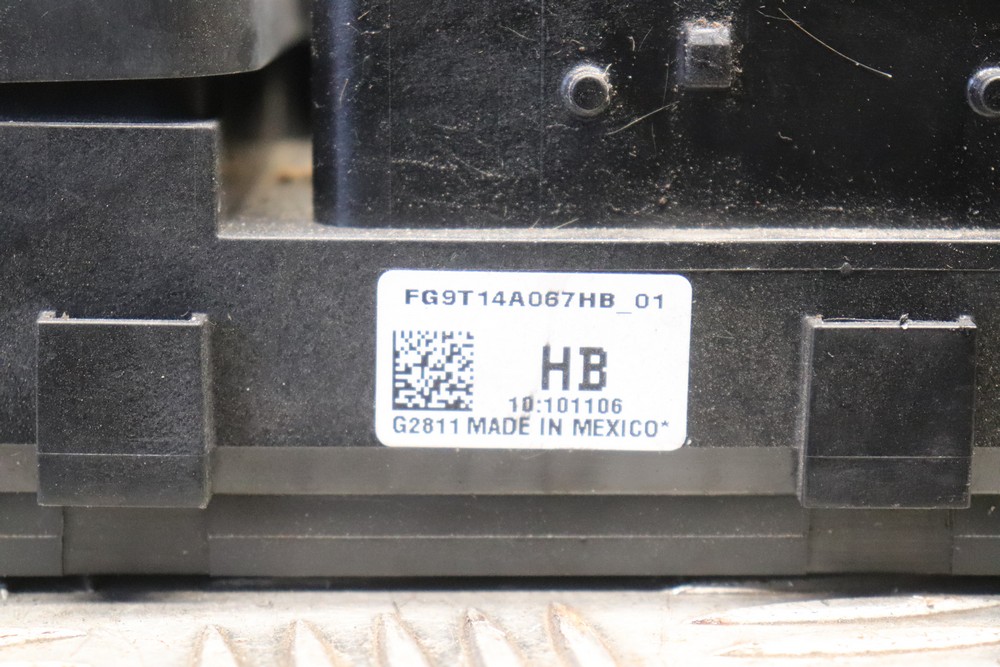 FG9T14A067HB_01
HB
10:101106
G2811 MADE IN MEXICO*